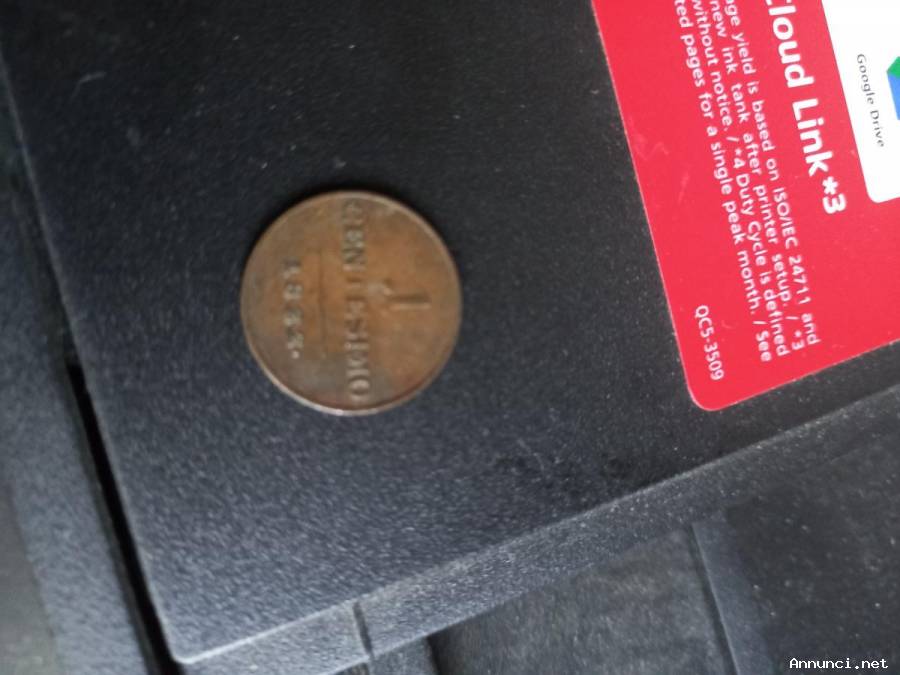 1
CENTESIMO
Google Drive
Cloud Link*3
age yield is based on ISO/IEC 24711 and
new ink tank after printer setup. / *3
without notice. / *4 Duty Cycle is defined
ted pages for a single peak month. / See
QC5-3509
Annunci.net